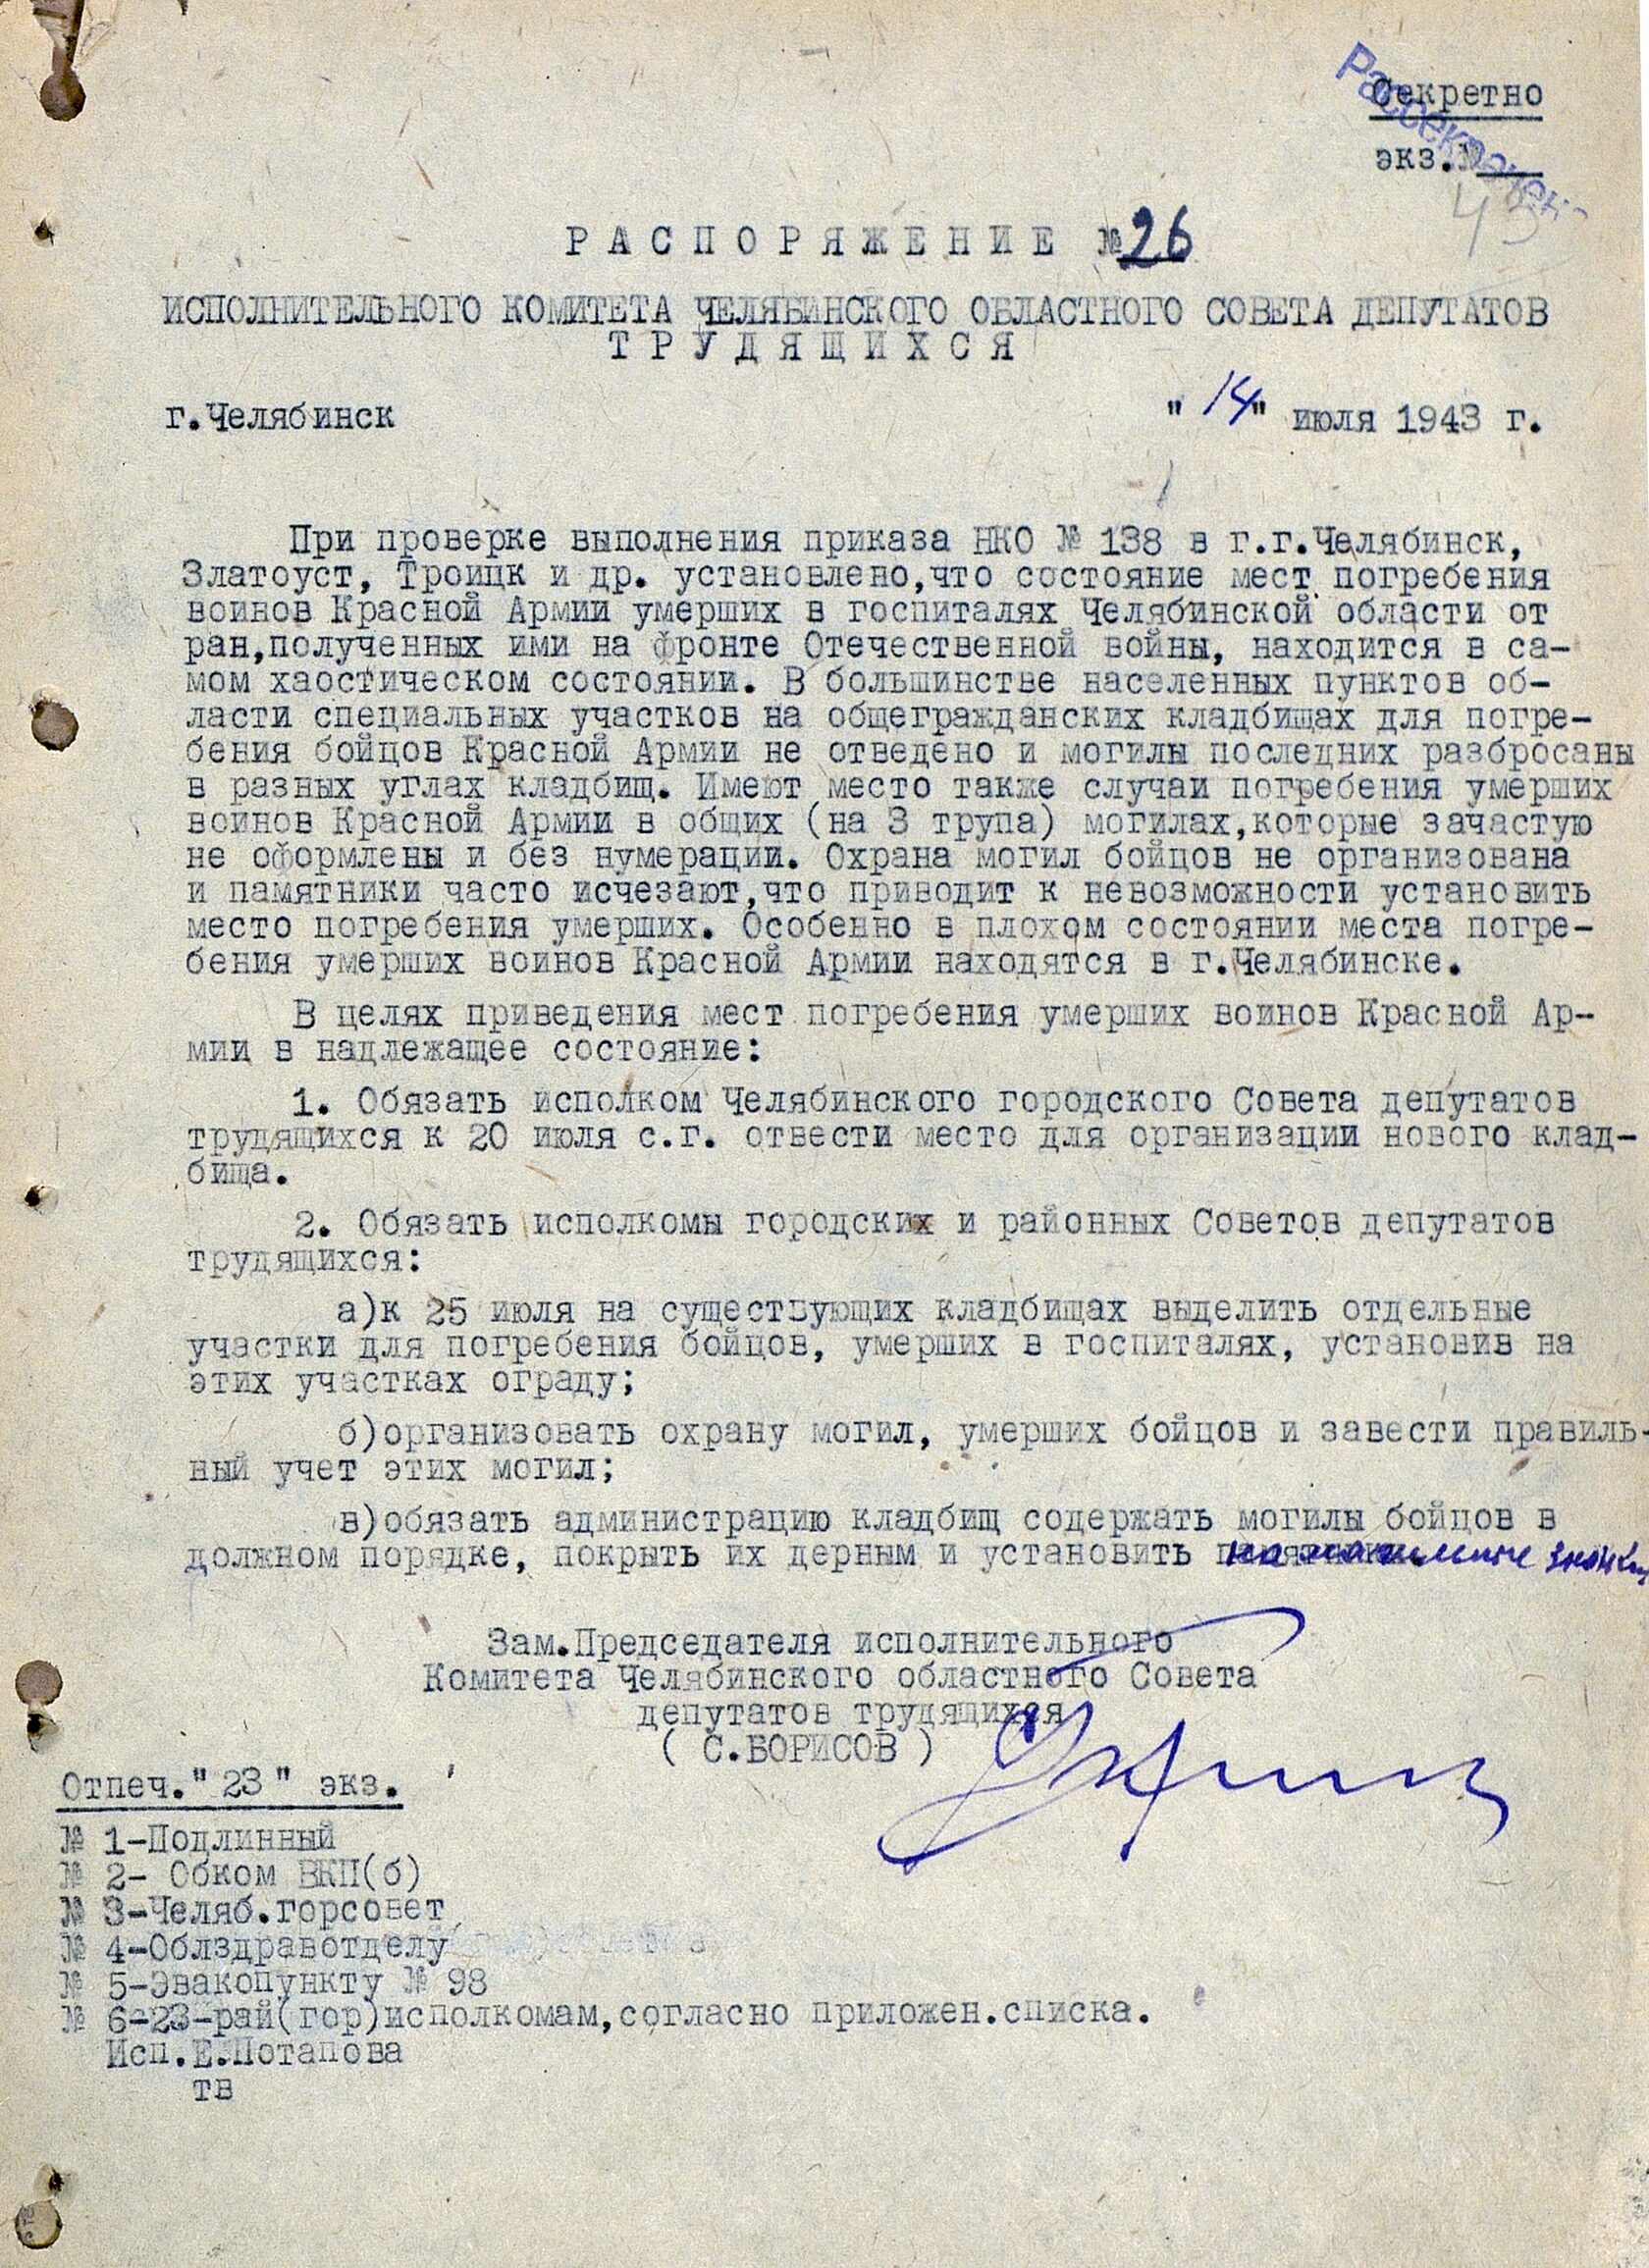 Рассекречено
Секретно
экз.№
43
РАСПОРЯЖЕНИЕ №26
ИСПОЛНИТЕЛЬНОГО КОМИТЕТА ЧЕЛЯБИНСКОГО ОБЛАСТНОГО СОВЕТА ДЕПУТАТОВ
ТРУДЯЩИХСЯ
г.Челябинск " 14 " июля 1943 г.
При проверке выполнения приказа НКО № 138 в г.г.Челябинск,
Златоуст, Троицк и др. установлено,что состояние мест погребения
воинов Красной Армии умерших в госпиталях Челябинской области от
ран,полученных ими на фронте Отечественной войны, находится в са-
мом хаостическом состоянии. В большинстве населенных пунктов об-
ласти специальных участков на общегражданских кладбищах для погре-
бения бойцов Красной Армии не отведено и могилы последних разбросаны
в разных углах кладбищ. Имеют место также случаи погребения умерших
воинов Красной Армии в общих (на 3 трупа) могилах,которые зачастую
не оформлены и без нумерации. Охрана могил бойцов не организована
и памятники часто исчезают,что приводит к невозможности установить
место погребения умерших. Особенно в плохом состоянии места погре-
бения умерших воинов Красной Армии находятся в г.Челябинске.
В целях приведения мест погребения умерших воинов Красной Ар-
мии в надлежащее состояние:
1. Обязать исполком Челябинского городского Совета депутатов
трудящихся к 20 июля с.г. отвести место для организации нового клад-
бища.
2. Обязать исполкомы городских и районных Советов депутатов
трудящихся:
а)к 25 июля на существующих кладбищах выделить отдельные
участки для погребения бойцов, умерших в госпиталях, установив на
этих участках ограду;
б)организовать охрану могил, умерших бойцов и завести правиль-
ный учет этих могил;
в)обязать администрацию кладбищ содержать могилы бойцов в
должном порядке, покрыть их дерным и установить намогильные знаки
Зам.Председателя исполнительного
Комитета Челябинского областного Совета
депутатов трудящихся
( С.БОРИСОВ )
Отпеч."23" экз.
№ 1-Подлинный
№ 2- Обком ВКП(б)
№ 3-Челяб.горсовет
№ 4-Облздравотделу
№ 5-Эвакопункту № 98
№ 6-23-рай(гор)исполкомам,согласно приложен.списка.
Исп.Е.Потапова
тв